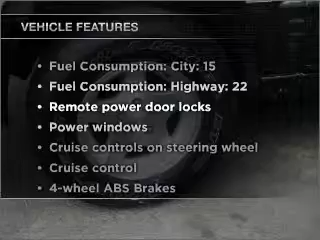 VEHICLE FEATURES
• Fuel Consumption: City: 15
• Fuel Consumption: Highway: 22
• Remote power door locks
• Power windows
• Cruise controls on steering wheel
• Cruise control
• 4-wheel ABS Brakes